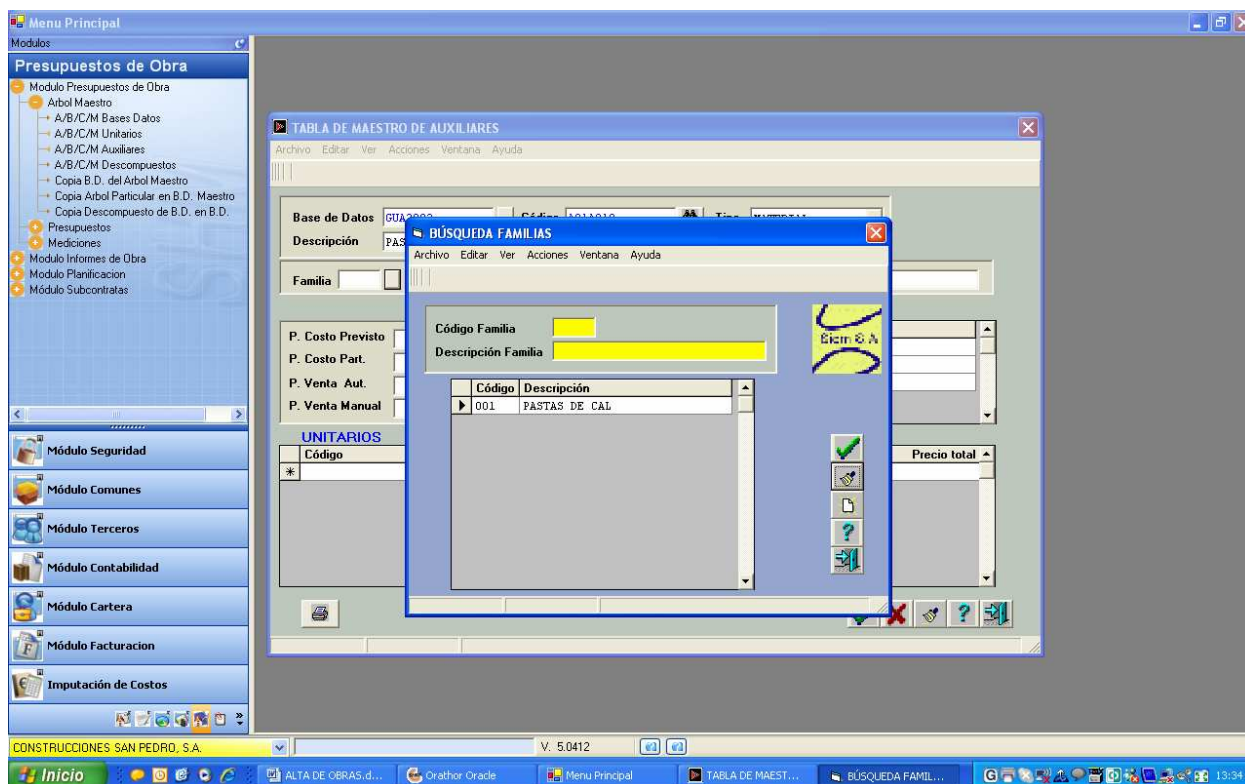 Menu Principal
Modulos
Presupuestos de Obra
Modulo Presupuestos de Obra
Arbol Maestro
A/B/C/M Bases Datos
A/B/C/M Unitarios
A/B/C/M Auxiliares
A/B/C/M Descompuestos
Copia B.D. del Arbol Maestro
Copia Arbol Particular en B.D. Maestro
Copia Descompuesto de B.D. en B.D.
Presupuestos
Mediciones
Modulo Informes de Obra
Modulo Planificacion
Módulo Subcontratas
Módulo Seguridad
Módulo Comunes
Módulo Terceros
Módulo Contabilidad
Módulo Cartera
Módulo Facturacion
Imputación de Costos
TABLA DE MAESTRO DE AUXILIARES
Archivo Editar Ver Acciones Ventana Ayuda
Base de Datos
Descripción PAS
Familia
P. Costo Previsto
P. Costo Part.
P. Venta Aut.
P. Venta Manual
UNITARIOS
Código
Precio total
BÚSQUEDA FAMILIAS
Archivo Editar Ver Acciones Ventana Ayuda
Código Familia
Descripción Familia
Siem S.A
Código Descripción
001 PASTAS DE CAL
CONSTRUCCIONES SAN PEDRO, S.A.
V. 5.0412
Inicio
ALTA DE OBRAS.d...
Orathor Oracle
Menu Principal
TABLA DE MAEST...
BÚSQUEDA FAMIL...
13:34